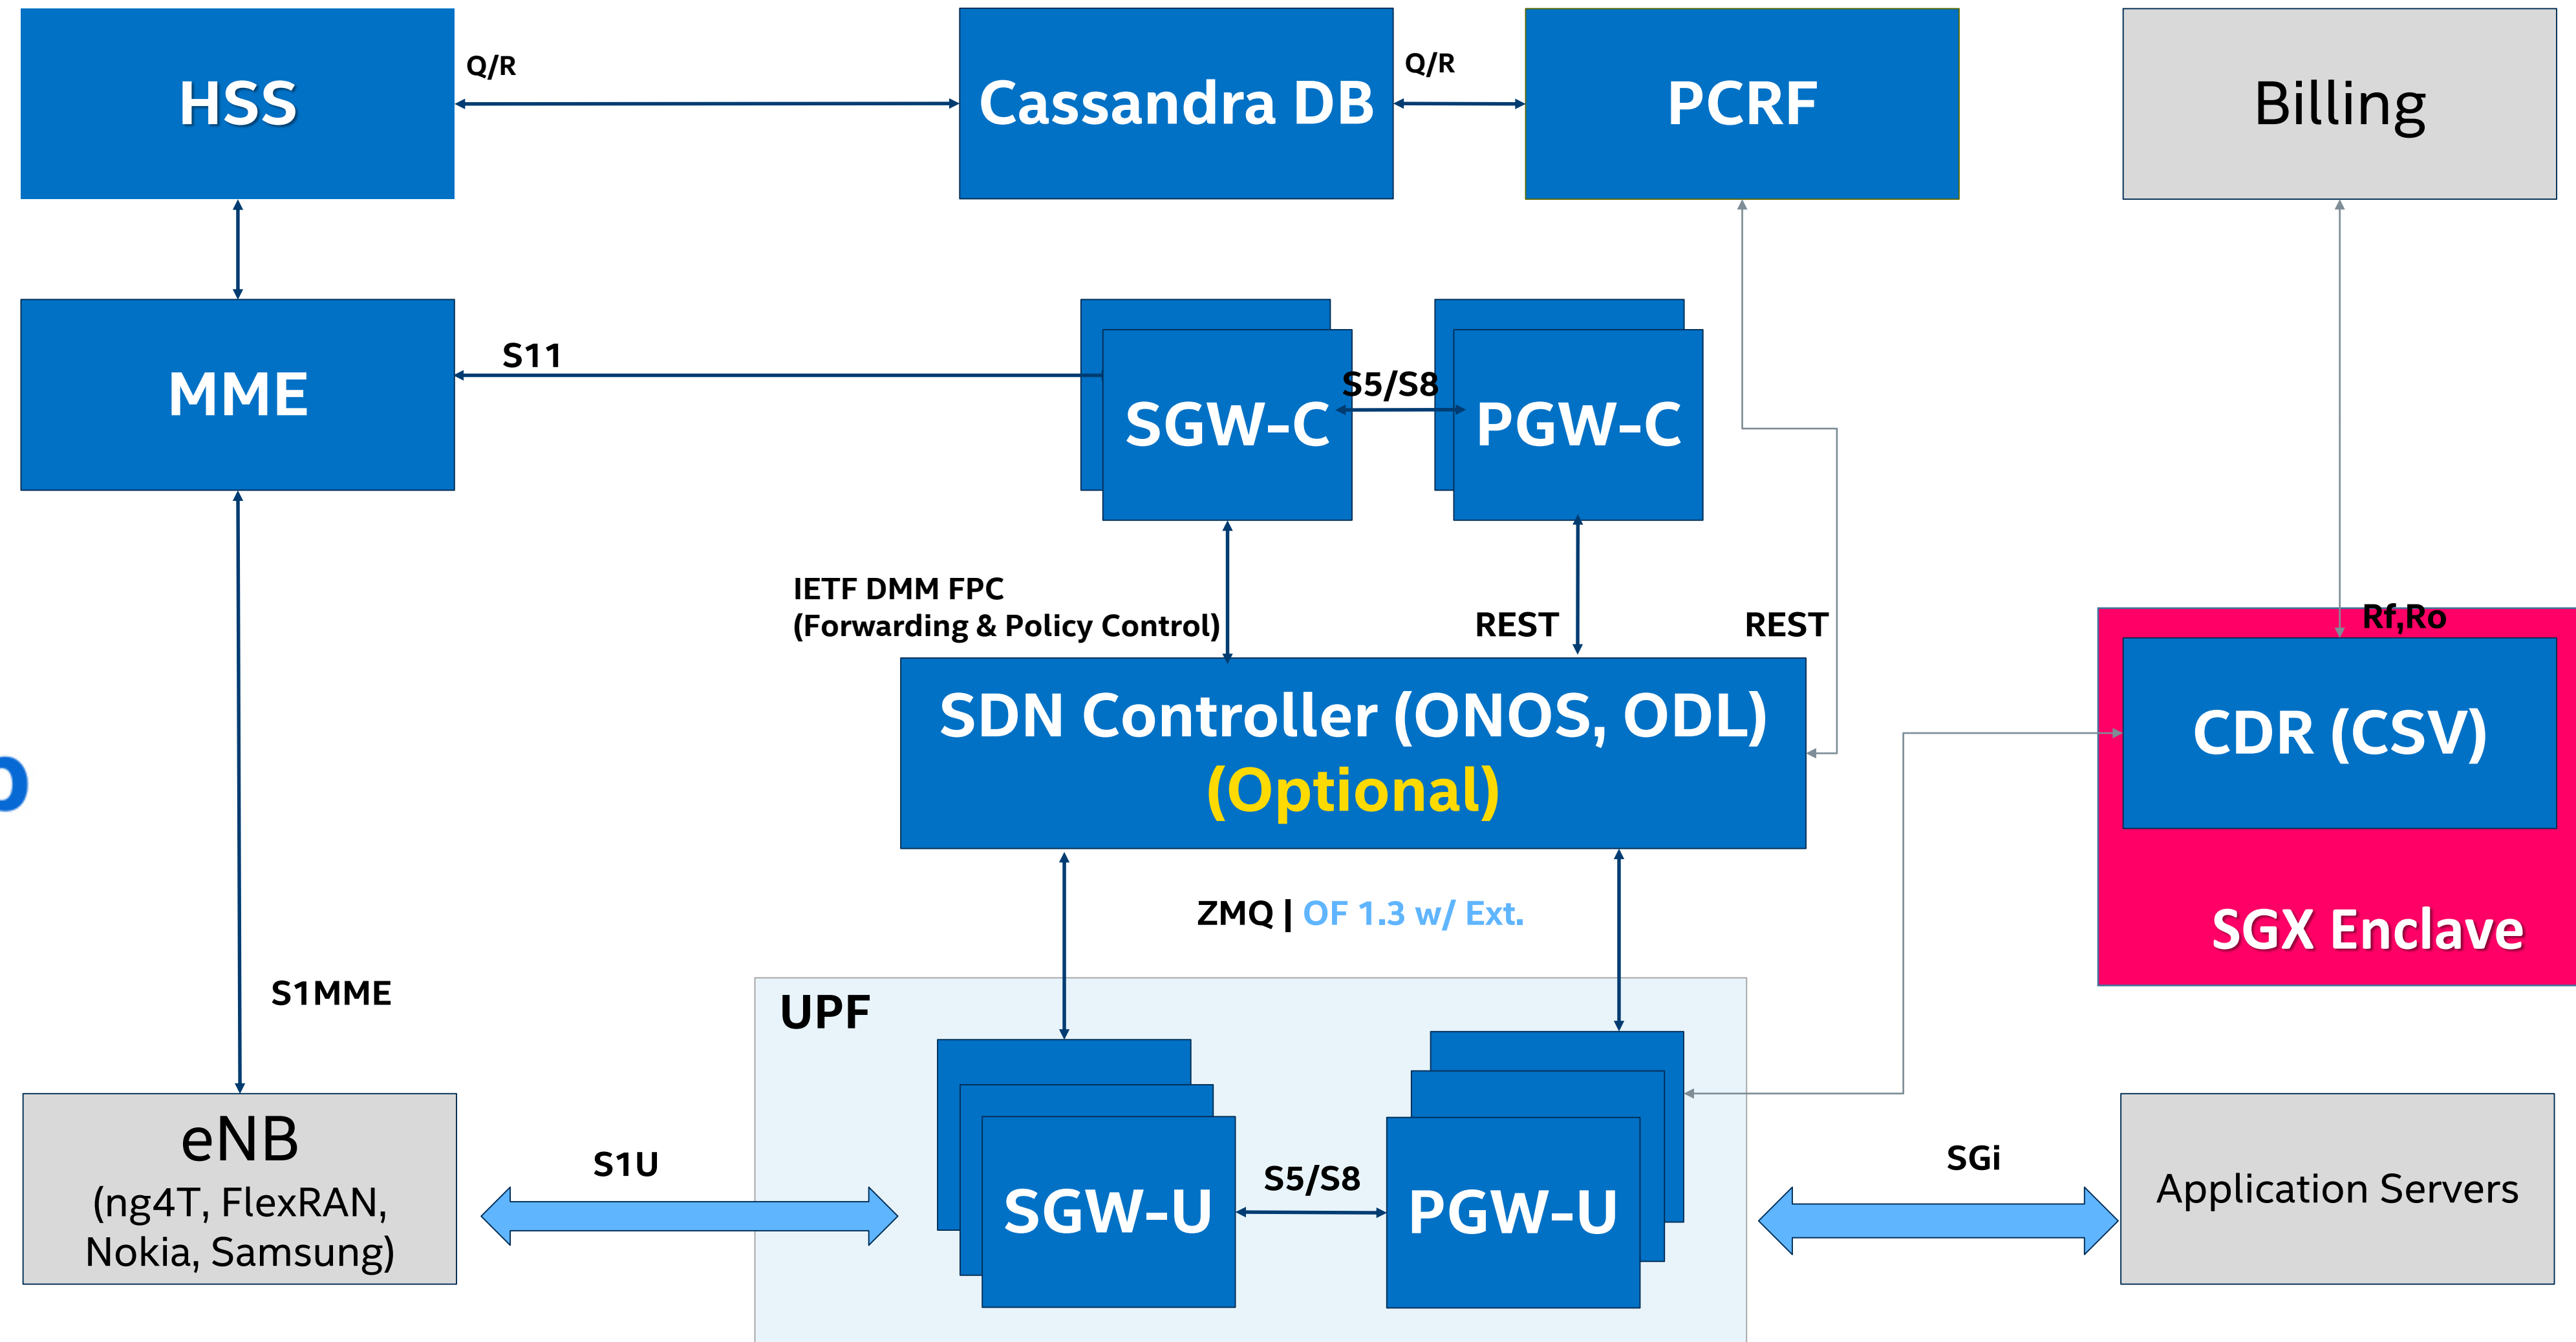 HSS
Q/R
Cassandra DB
Q/R
PCRF
Billing
MME
S11
SGW-C
S5/S8
PGW-C
IETF DMM FPC
(Forwarding & Policy Control)
REST
REST
Rf,Ro
SDN Controller (ONOS, ODL)
(Optional)
CDR (CSV)
SGX Enclave
ZMQ | OF 1.3 w/ Ext.
S1MME
UPF
eNB
(ng4T, FlexRAN,
Nokia, Samsung)
S1U
SGW-U
S5/S8
PGW-U
SGi
Application Servers